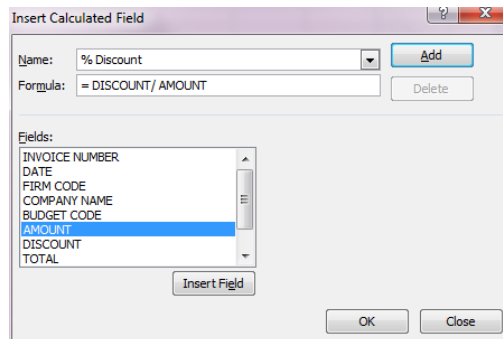 Insert Calculated Field
Name: % Discount Add
Formula: = DISCOUNT/ AMOUNT Delete
Fields:
INVOICE NUMBER
DATE
FIRM CODE
COMPANY NAME
BUDGET CODE
AMOUNT
DISCOUNT
TOTAL
Insert Field
OK Close